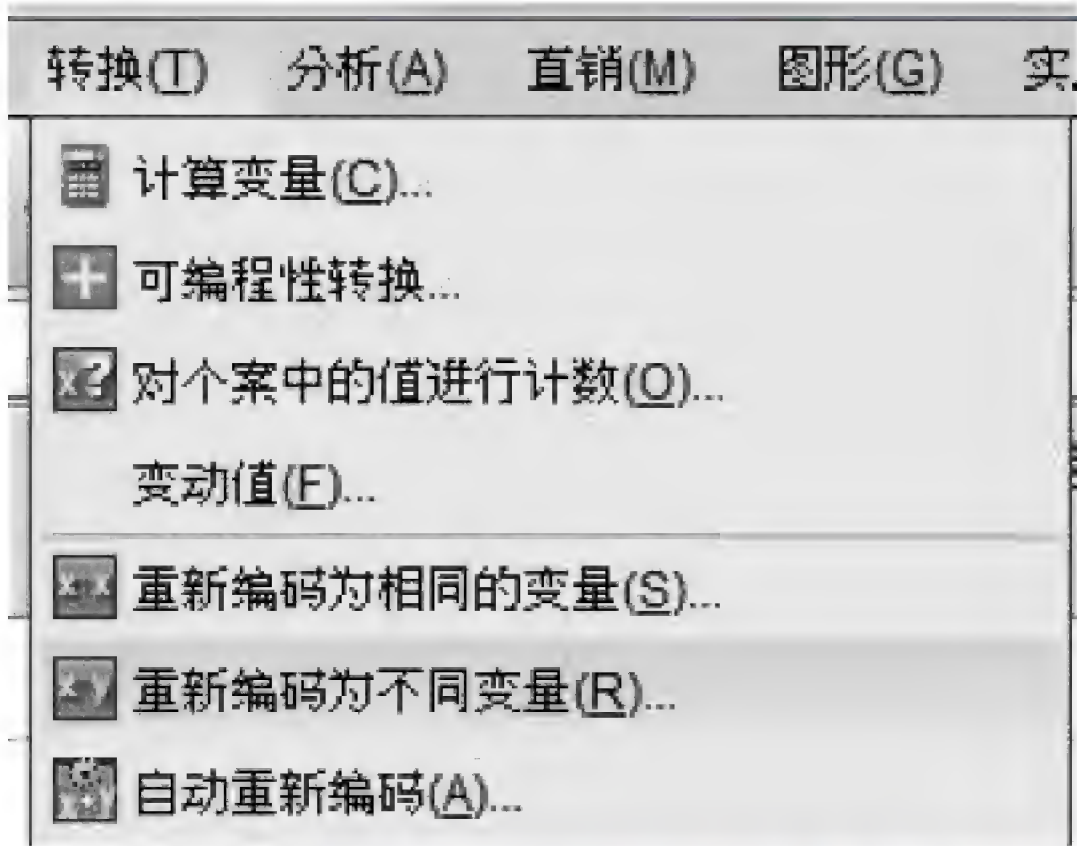 转换(T) 分析(A) 直销(M) 图形(G) 实
计算变量(C)...
可编程性转换...
对个案中的值进行计数(O)...
变动值(F)...
重新编码为相同的变量(S)...
重新编码为不同变量(R)...
自动重新编码(A)...